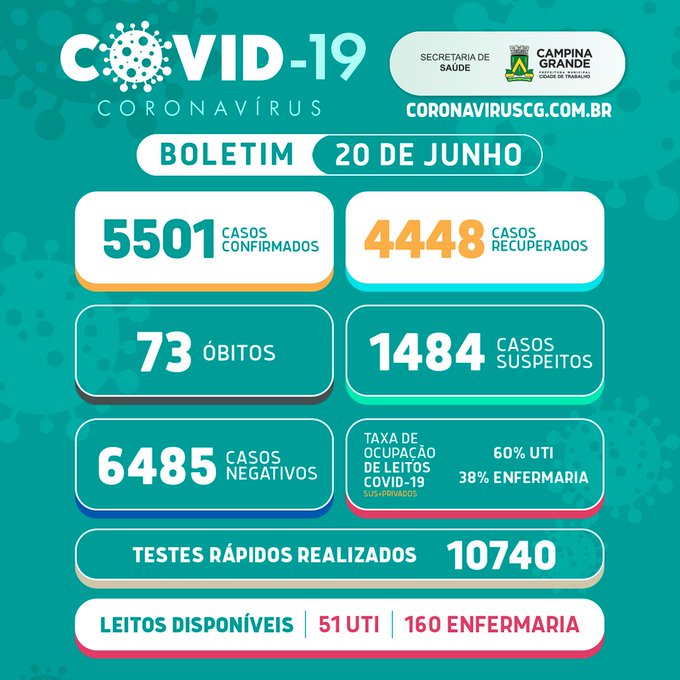 COVID-19
CORONAVÍRUS
SECRETARIA DE
SAÚDE
CAMPINA
GRANDE
PREFEITURA MUNICIPAL
CIDADE DE TRABALHO
CORONAVIRUSCG.COM.BR
BOLETIM 20 DE JUNHO
5501 CASOS
CONFIRMADOS
4448 CASOS
RECUPERADOS
73 ÓBITOS
1484 CASOS
SUSPEITOS
6485 CASOS
NEGATIVOS
TAXA DE
OCUPAÇÃO
DE LEITOS
COVID-19
SUS+PRIVADOS
60% UTI
38% ENFERMARIA
TESTES RÁPIDOS REALIZADOS 10740
LEITOS DISPONÍVEIS | 51 UTI | 160 ENFERMARIA